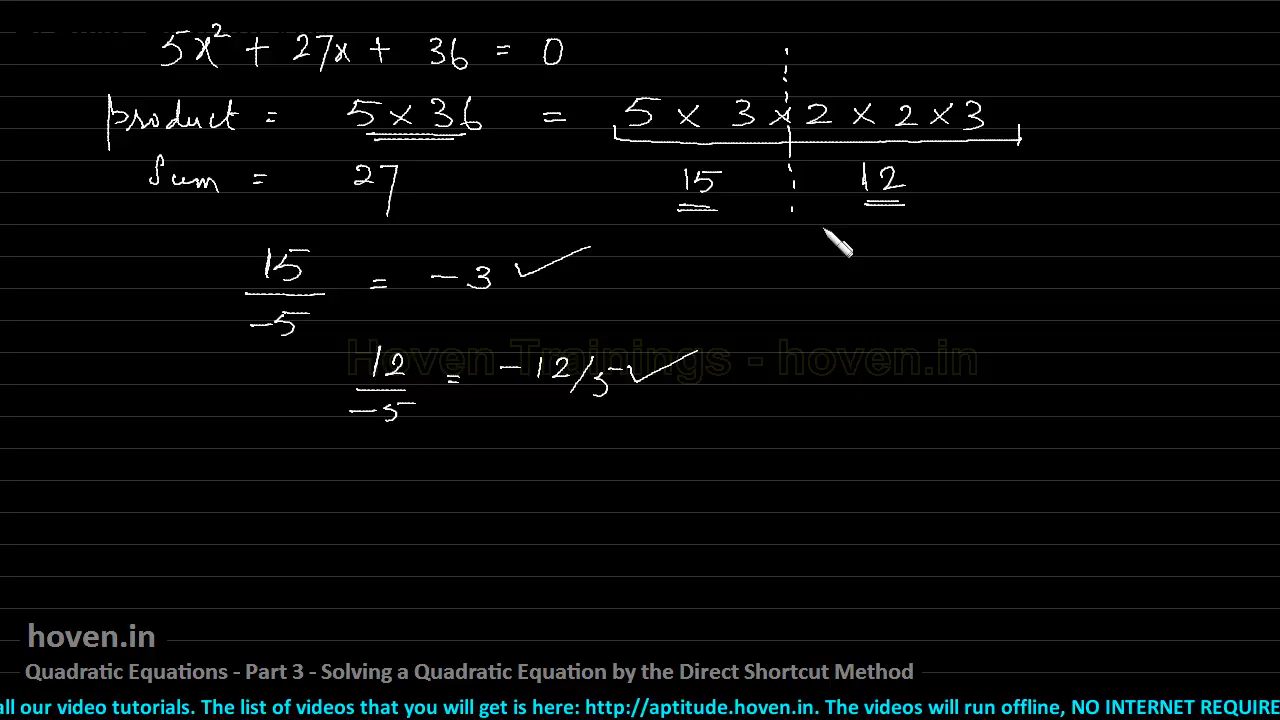 5x² + 27x + 36 = 0
product = 5 × 36 = 5 × 3 × 2 × 2 × 3
Sum = 27 15 12
15/-5 = -3 ✓
12/-5 = -12/5 ✓
Hoven Trainings - hoven.in
hoven.in
Quadratic Equations - Part 3 - Solving a Quadratic Equation by the Direct Shortcut Method
all our video tutorials. The list of videos that you will get is here: http://aptitude.hoven.in. The videos will run offline, NO INTERNET REQUIRE